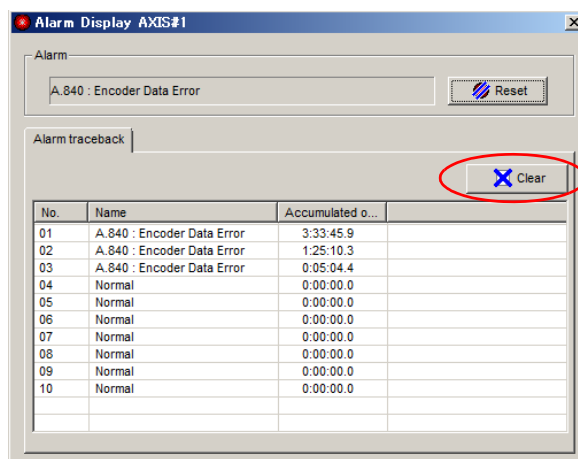 Alarm Display AXIS#1
Alarm
A.840 : Encoder Data Error
Reset
Alarm traceback
Clear
No. Name Accumulated o...
01 A.840 : Encoder Data Error 3:33:45.9
02 A.840 : Encoder Data Error 1:25:10.3
03 A.840 : Encoder Data Error 0:05:04.4
04 Normal 0:00:00.0
05 Normal 0:00:00.0
06 Normal 0:00:00.0
07 Normal 0:00:00.0
08 Normal 0:00:00.0
09 Normal 0:00:00.0
10 Normal 0:00:00.0